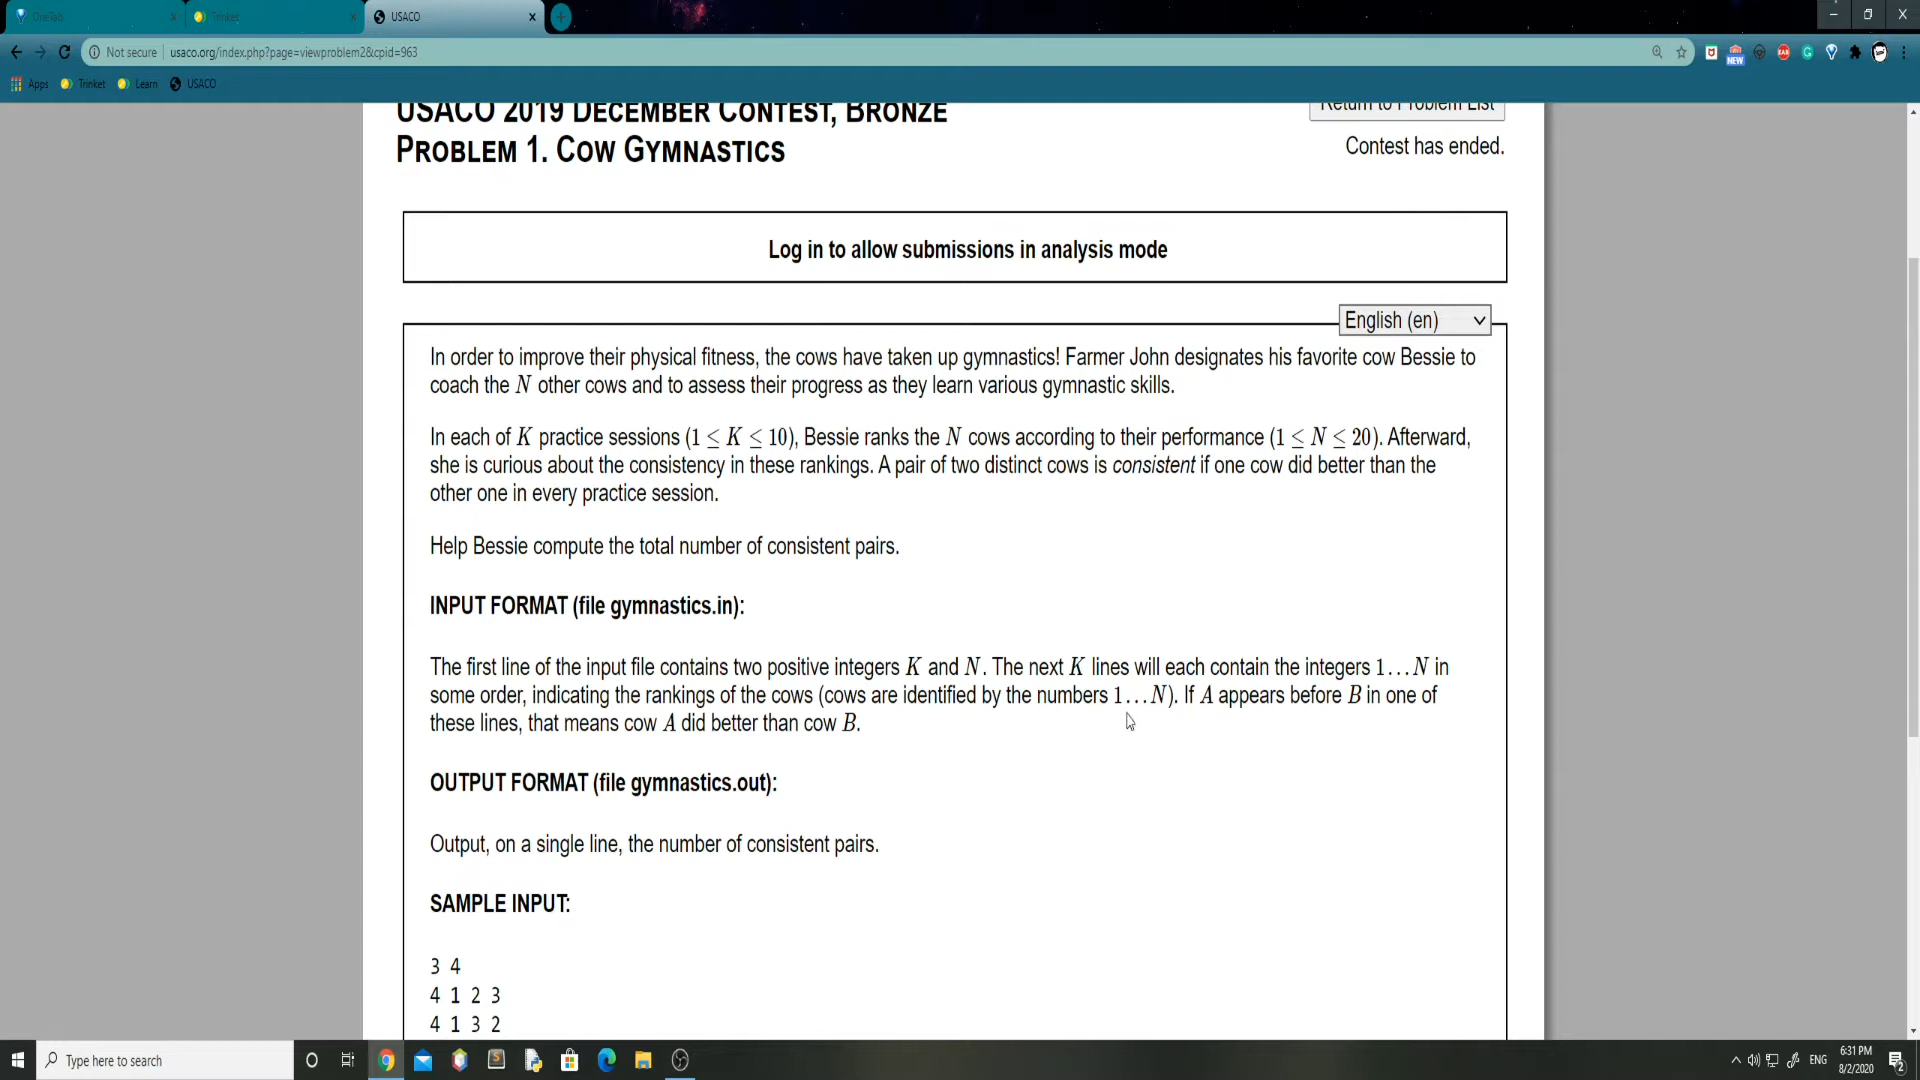 OneTab
Trinket
USACO
Not secure
usaco.org/index.php?page=viewproblem2&cpid=963
NEW
Apps
Trinket
Learn
USACO
USACO 2019 DECEMBER CONTEST, BRONZE
PROBLEM 1. COW GYMNASTICS
Return to Problem List
Contest has ended.
Log in to allow submissions in analysis mode
English (en)
In order to improve their physical fitness, the cows have taken up gymnastics! Farmer John designates his favorite cow Bessie to
coach the N other cows and to assess their progress as they learn various gymnastic skills.
In each of K practice sessions (1 ≤ K ≤ 10), Bessie ranks the N cows according to their performance (1 ≤ N ≤ 20). Afterward,
she is curious about the consistency in these rankings. A pair of two distinct cows is consistent if one cow did better than the
other one in every practice session.
Help Bessie compute the total number of consistent pairs.
INPUT FORMAT (file gymnastics.in):
The first line of the input file contains two positive integers K and N. The next K lines will each contain the integers 1…N in
some order, indicating the rankings of the cows (cows are identified by the numbers 1…N). If A appears before B in one of
these lines, that means cow A did better than cow B.
OUTPUT FORMAT (file gymnastics.out):
Output, on a single line, the number of consistent pairs.
SAMPLE INPUT:
3 4
4 1 2 3
4 1 3 2
Type here to search
ENG
6:31 PM
8/2/2020
2